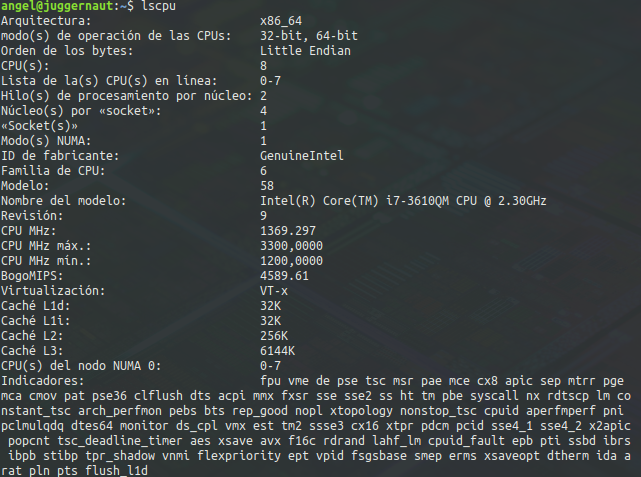 angel@juggernaut:~$ lscpu
Arquitectura: x86_64
modo(s) de operación de las CPUs: 32-bit, 64-bit
Orden de los bytes: Little Endian
CPU(s): 8
Lista de la(s) CPU(s) en línea: 0-7
Hilo(s) de procesamiento por núcleo: 2
Núcleo(s) por «socket»: 4
«Socket(s)» 1
Modo(s) NUMA: 1
ID de fabricante: GenuineIntel
Familia de CPU: 6
Modelo: 58
Nombre del modelo: Intel(R) Core(TM) i7-3610QM CPU @ 2.30GHz
Revisión: 9
CPU MHz: 1369.297
CPU MHz máx.: 3300,0000
CPU MHz mín.: 1200,0000
BogoMIPS: 4589.61
Virtualización: VT-x
Caché L1d: 32K
Caché L1i: 32K
Caché L2: 256K
Caché L3: 6144K
CPU(s) del nodo NUMA 0: 0-7
Indicadores: fpu vme de pse tsc msr pae mce cx8 apic sep mtrr pge
mca cmov pat pse36 clflush dts acpi mmx fxsr sse sse2 ss ht tm pbe syscall nx rdtscp lm co
nstant_tsc arch_perfmon pebs bts rep_good nopl xtopology nonstop_tsc cpuid aperfmperf pni
pclmulqdq dtes64 monitor ds_cpl vmx est tm2 ssse3 cx16 xtpr pdcm pcid sse4_1 sse4_2 x2apic
popcnt tsc_deadline_timer aes xsave avx f16c rdrand lahf_lm cpuid_fault epb pti ssbd ibrs
ibpb stibp tpr_shadow vnmi flexpriority ept vpid fsgsbase smep erms xsaveopt dtherm ida a
rat pln pts flush_l1d